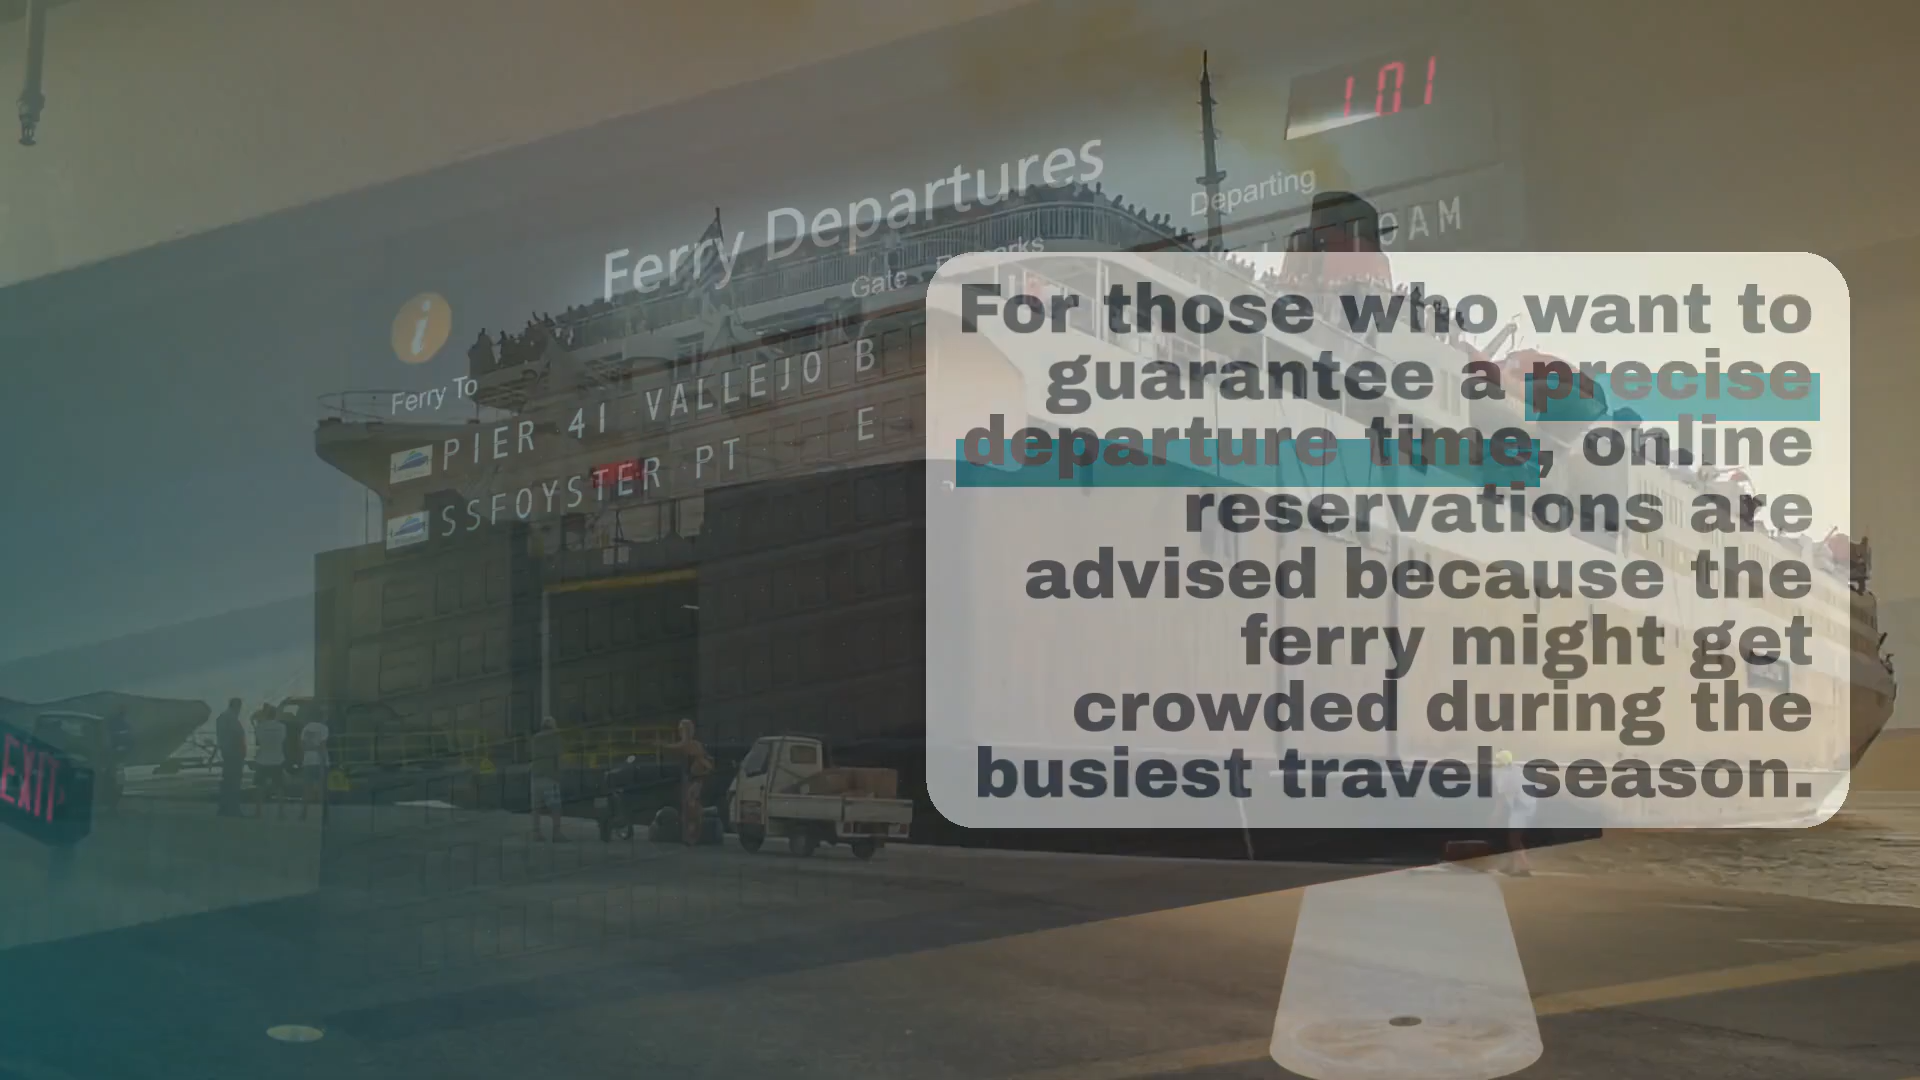 101
Ferry Departures
Departing
Gate
Ferry To
PIER 41 VALLEJO B
SSFOYSTER PT E
EXIT
For those who want to
guarantee a precise
departure time, online
reservations are
advised because the
ferry might get
crowded during the
busiest travel season.